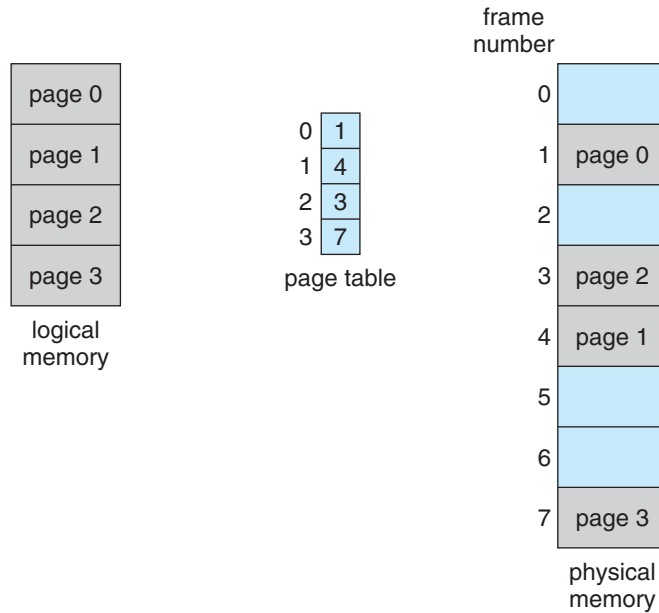 frame
number
page 0
page 1
page 2
page 3
logical
memory
0 1
1 4
2 3
3 7
page table
0
1 page 0
2
3 page 2
4 page 1
5
6
7 page 3
physical
memory